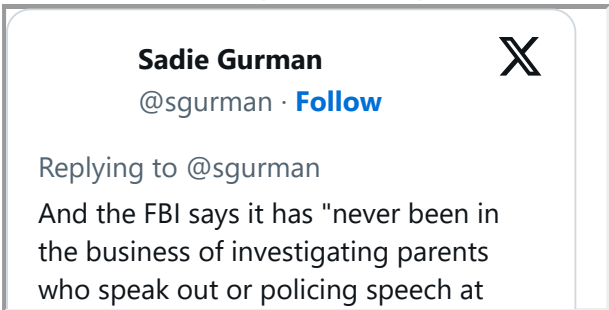 Sadie Gurman
@sgurman · Follow
Replying to @sgurman
And the FBI says it has "never been in
the business of investigating parents
who speak out or policing speech at